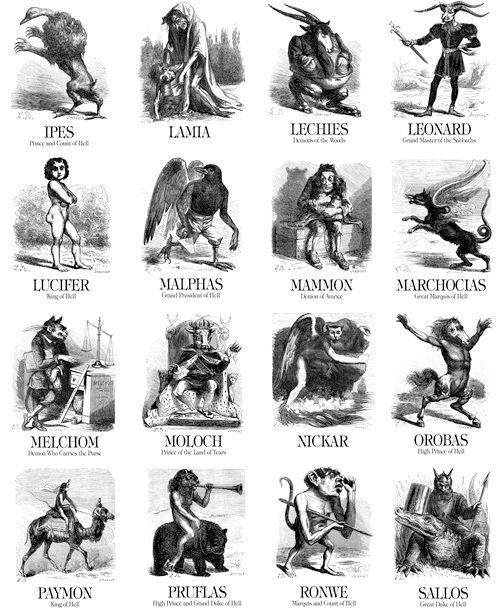 IPES
Prince and Count of Hell
LAMIA
LECHIES
Demons of the Woods
LEONARD
Grand Master of the Sabbaths
LUCIFER
King of Hell
MALPHAS
Grand President of Hell
MAMMON
Demon of Avarice
MARCHOCIAS
Great Marquis of Hell
MELCHOM
Demon Who Carries the Purse
MOLOCH
Prince of the Land of Tears
NICKAR
OROBAS
High Prince of Hell
PAYMON
King of Hell
PRUFLAS
High Prince and Grand Duke of Hell
RONWE
Marquis and Count of Hell
SALLOS
Great Duke of Hell